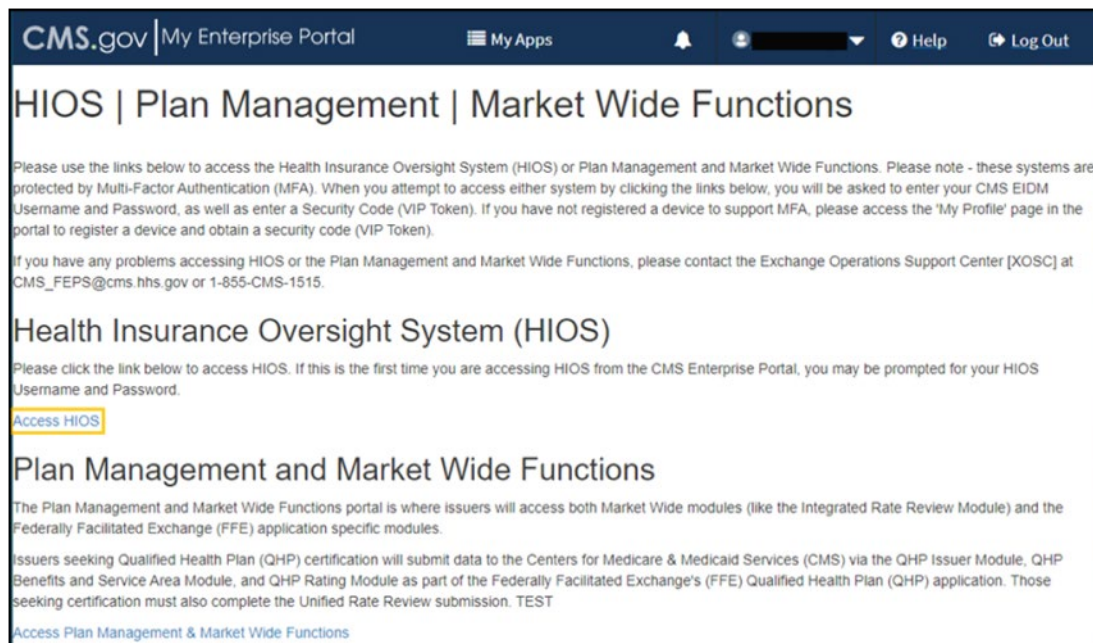 CMS.gov My Enterprise Portal My Apps Help Log Out
HIOS | Plan Management | Market Wide Functions
Please use the links below to access the Health Insurance Oversight System (HIOS) or Plan Management and Market Wide Functions. Please note - these systems are
protected by Multi-Factor Authentication (MFA). When you attempt to access either system by clicking the links below, you will be asked to enter your CMS EIDM
Username and Password, as well as enter a Security Code (VIP Token). If you have not registered a device to support MFA, please access the 'My Profile' page in the
portal to register a device and obtain a security code (VIP Token).
If you have any problems accessing HIOS or the Plan Management and Market Wide Functions, please contact the Exchange Operations Support Center [XOSC] at
CMS_FEPS@cms.hhs.gov or 1-855-CMS-1515.
Health Insurance Oversight System (HIOS)
Please click the link below to access HIOS. If this is the first time you are accessing HIOS from the CMS Enterprise Portal, you may be prompted for your HIOS
Username and Password.
Access HIOS
Plan Management and Market Wide Functions
The Plan Management and Market Wide Functions portal is where issuers will access both Market Wide modules (like the Integrated Rate Review Module) and the
Federally Facilitated Exchange (FFE) application specific modules.
Issuers seeking Qualified Health Plan (QHP) certification will submit data to the Centers for Medicare & Medicaid Services (CMS) via the QHP Issuer Module, QHP
Benefits and Service Area Module, and QHP Rating Module as part of the Federally Facilitated Exchange's (FFE) Qualified Health Plan (QHP) application. Those
seeking certification must also complete the Unified Rate Review submission. TEST
Access Plan Management & Market Wide Functions